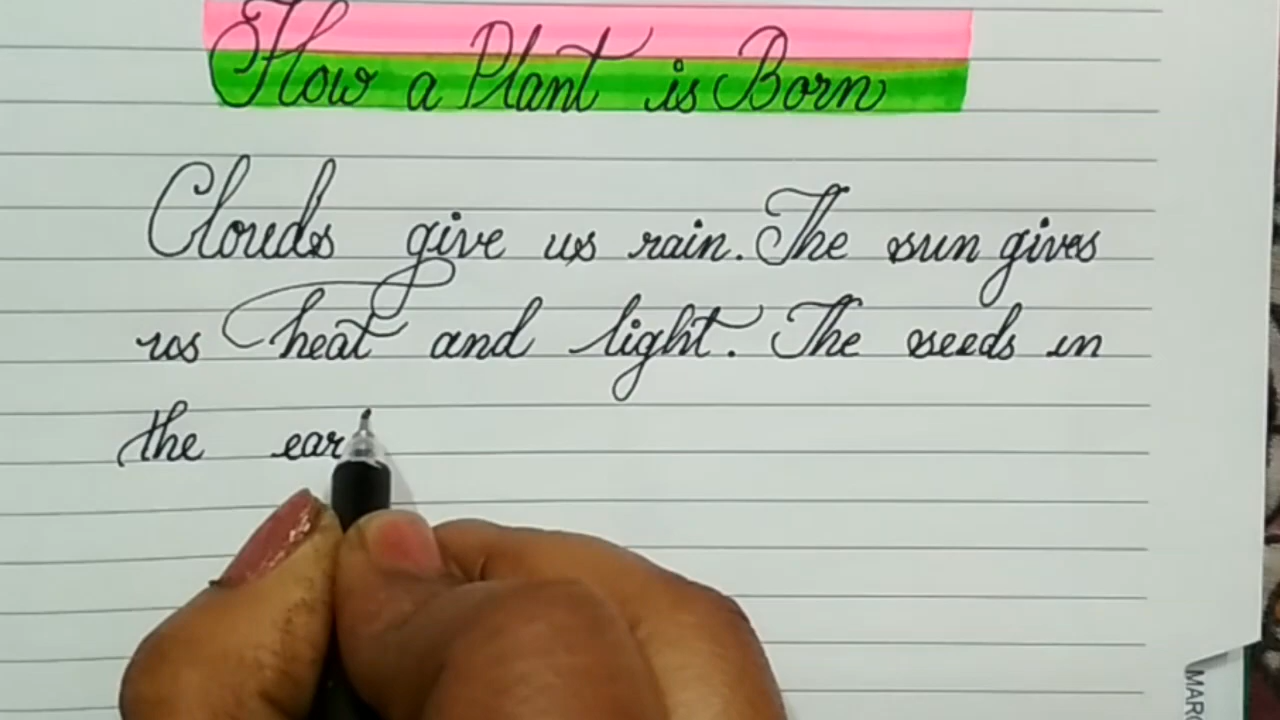 How a Plant is Born
Clouds give us rain. The sun gives
us heat and light. The seeds in
the ear
MARC